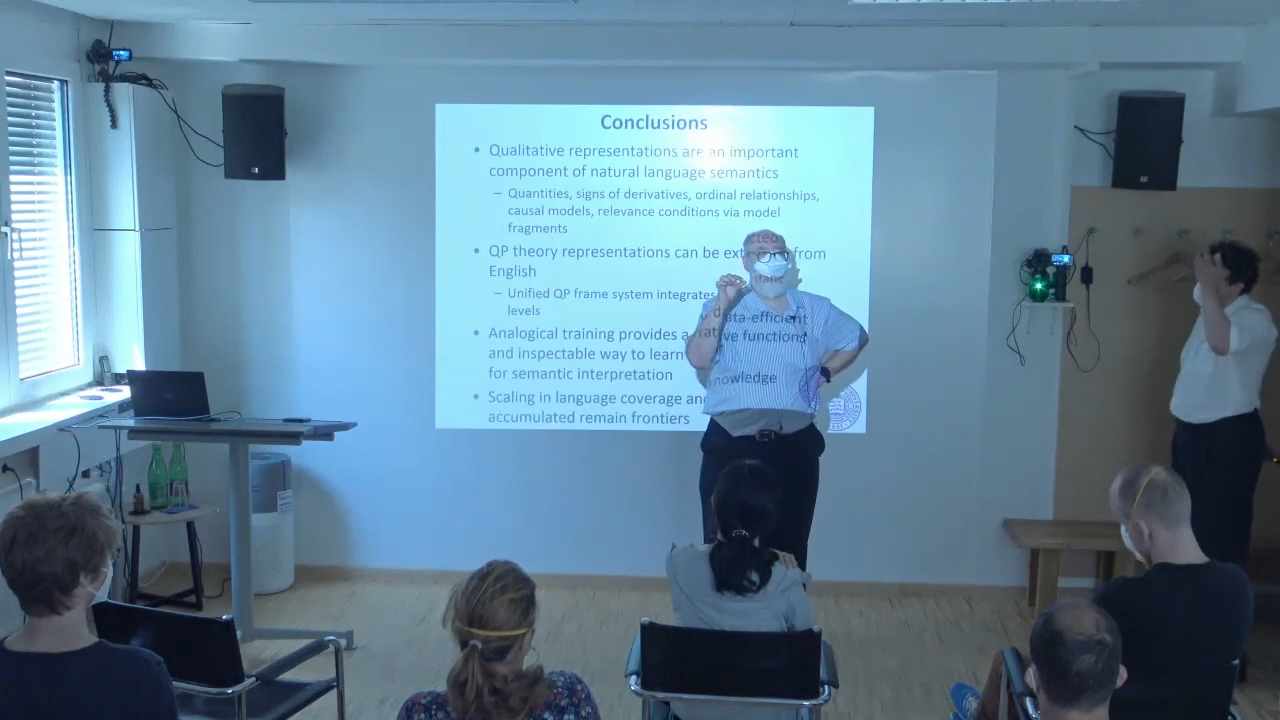 Conclusions
• Qualitative representations are an important
component of natural language semantics
– Quantities, signs of derivatives, ordinal relationships,
causal models, relevance conditions via model
fragments
• QP theory representations can be from
English
– Unified QP frame system integrates
levels
• Analogical training provides a data-efficient
and inspectable way to learn functions
for semantic interpretation
• Scaling in language coverage and knowledge
accumulated remain frontiers